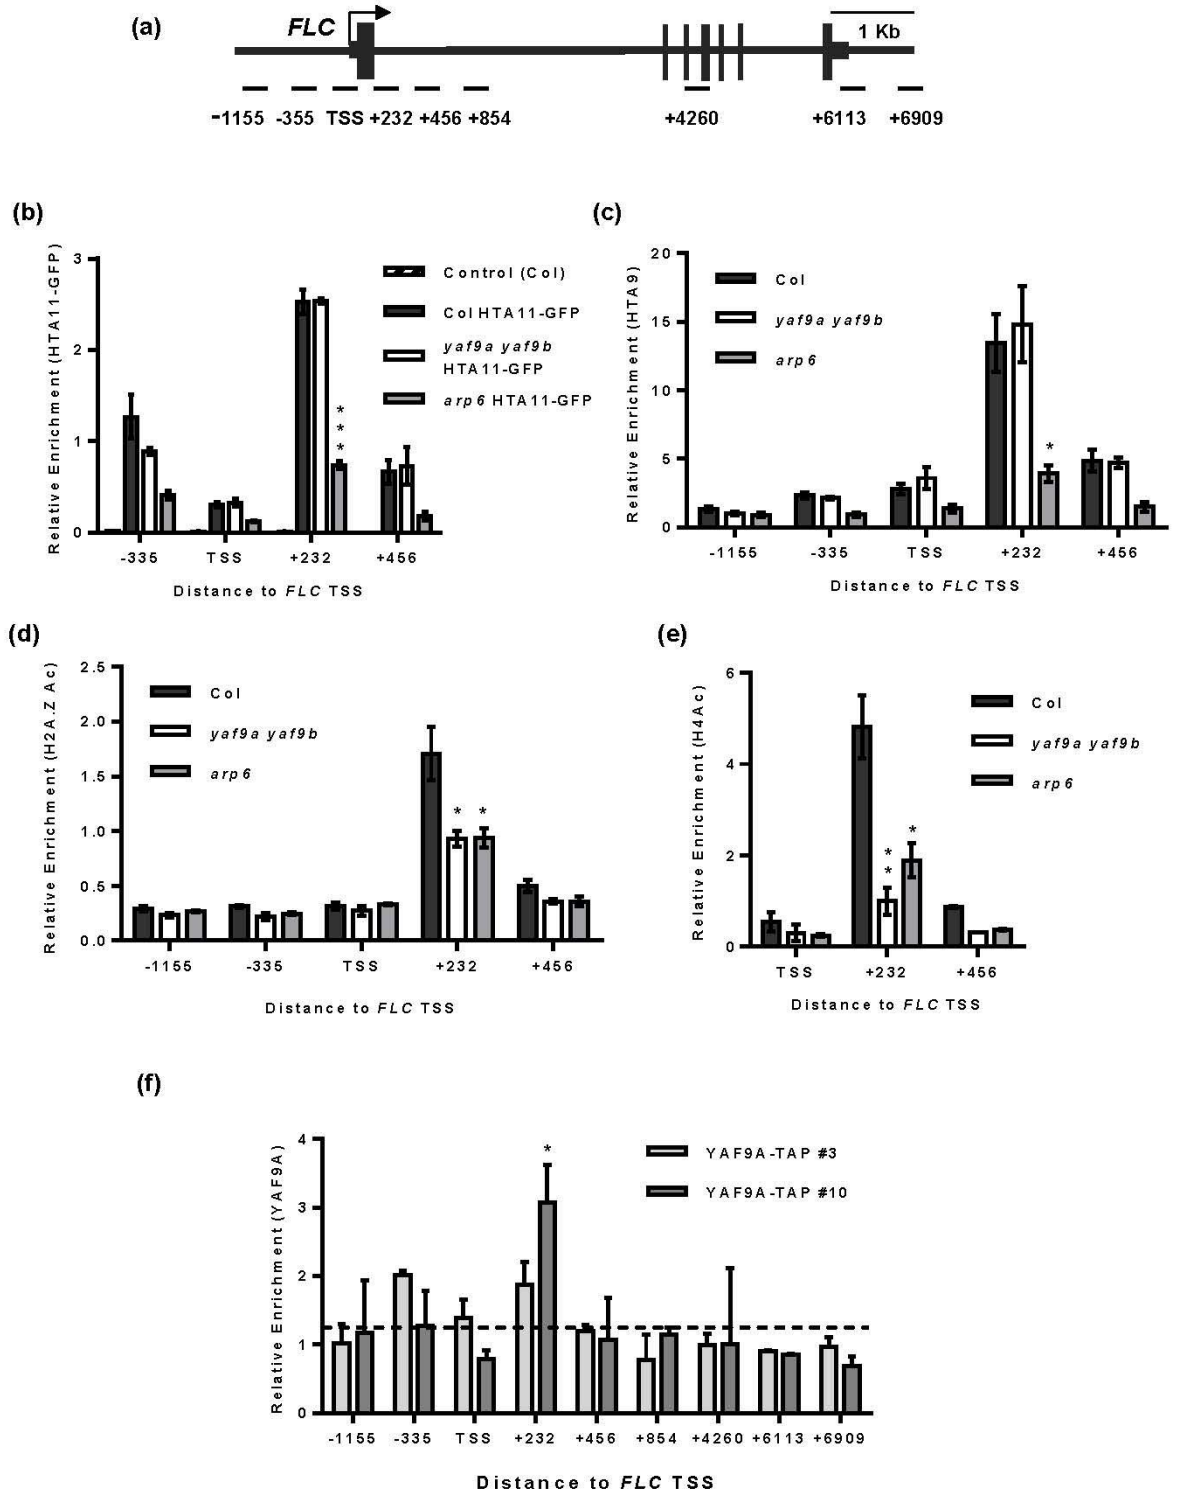 (a)
FLC
1 Kb
-1155 -355 TSS +232 +456 +854 +4260 +6113 +6909
(b)
Relative Enrichment (HTA11-GFP)
3
2
1
0
Control (Col)
Col HTA11-GFP
yaf9a yaf9b
HTA11-GFP
arp6 HTA11-GFP
***
-335 TSS +232 +456
Distance to FLC TSS
(c)
Relative Enrichment (HTA9)
20
15
10
5
0
Col
yaf9a yaf9b
arp6
*
-1155 -335 TSS +232 +456
Distance to FLC TSS
(d)
Relative Enrichment (H2A.Z Ac)
2.5
2.0
1.5
1.0
0.5
0.0
Col
yaf9a yaf9b
arp6
* *
-1155 -335 TSS +232 +456
Distance to FLC TSS
(e)
Relative Enrichment (H4Ac)
6
4
2
0
Col
yaf9a yaf9b
arp6
** *
TSS +232 +456
Distance to FLC TSS
(f)
Relative Enrichment (YAF9A)
4
3
2
1
0
YAF9A-TAP #3
YAF9A-TAP #10
*
-1155 -335 TSS +232 +456 +854 +4260 +6113 +6909
Distance to FLC TSS